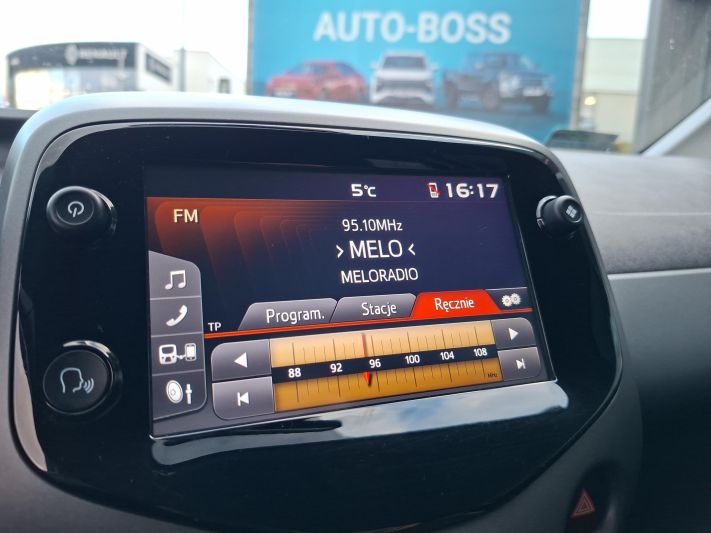 AUTO-BOSS
RENAULT
5°C
16:17
FM
95.10MHz
› MELO ‹
MELORADIO
Program.
Stacje
Ręcznie
TP
88 92 96 100 104 108
MHz